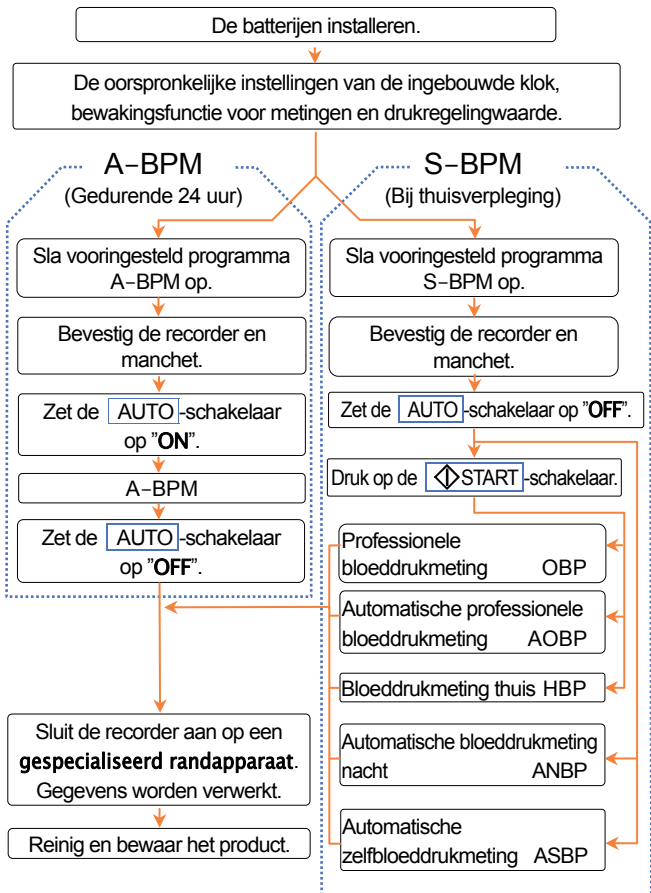 De batterijen installeren.
De oorspronkelijke instellingen van de ingebouwde klok,
bewakingsfunctie voor metingen en drukregelingwaarde.
A-BPM
(Gedurende 24 uur)
Sla vooringesteld programma
A-BPM op.
Bevestig de recorder en
manchet.
Zet de AUTO -schakelaar
op "ON".
A-BPM
Zet de AUTO -schakelaar
op "OFF".
S-BPM
(Bij thuisverpleging)
Sla vooringesteld programma
S-BPM op.
Bevestig de recorder en
manchet.
Zet de AUTO -schakelaar op "OFF".
Druk op de START -schakelaar.
Professionele
bloeddrukmeting OBP
Automatische professionele
bloeddrukmeting AOBP
Bloeddrukmeting thuis HBP
Automatische bloeddrukmeting
nacht ANBP
Automatische
zelfbloeddrukmeting ASBP
Sluit de recorder aan op een
gespecialiseerd randapparaat.
Gegevens worden verwerkt.
Reinig en bewaar het product.